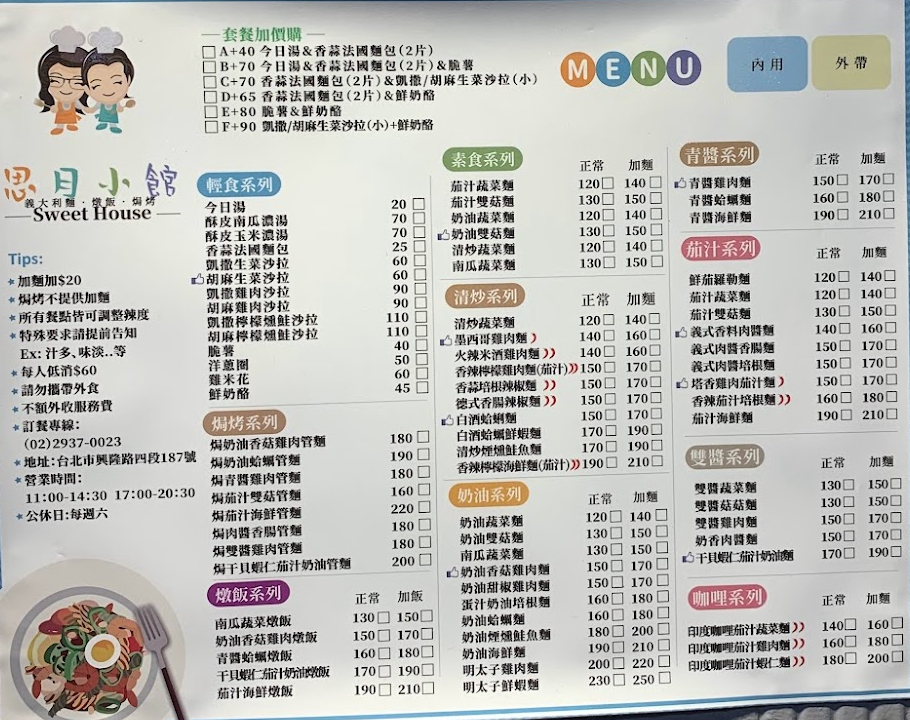 套餐加價購
A+40 今日湯&香蒜法國麵包(2片)
B+70 今日湯&香蒜法國麵包(2片)&脆薯
C+70 香蒜法國麵包(2片)&凱撒/胡麻生菜沙拉(小)
D+65 香蒜法國麵包(2片)&鮮奶酪
E+80 脆薯&鮮奶酪
F+90 凱撒/胡麻生菜沙拉(小)+鮮奶酪
MENU
內用
外帶
思月小館
義大利麵·燉飯·焗烤
Sweet House
Tips:
加麵加$20
焗烤不提供加麵
所有餐點皆可調整辣度
特殊要求請提前告知
Ex: 汁多、味淡..等
每人低消$60
請勿攜帶外食
不額外收服務費
訂餐專線:
(02)2937-0023
地址:台北市興隆路四段187號
營業時間:
11:00-14:30 17:00-20:30
公休日:每週六
輕食系列
今日湯 20
酥皮南瓜濃湯 70
酥皮玉米濃湯 70
香蒜法國麵包 25
凱撒生菜沙拉 60
胡麻生菜沙拉 60
凱撒雞肉沙拉 90
胡麻雞肉沙拉 90
凱撒檸檬燻鮭沙拉 110
胡麻檸檬燻鮭沙拉 110
脆薯 40
洋蔥圈 50
雞米花 60
鮮奶酪 45
焗烤系列
焗奶油香菇雞肉管麵 180
焗奶油蛤蠣管麵 190
焗青醬雞肉管麵 180
焗茄汁雙菇管麵 160
焗茄汁海鮮管麵 220
焗肉醬香腸管麵 180
焗雙醬雞肉管麵 180
焗干貝蝦仁茄汁奶油管麵 200
燉飯系列 正常 加飯
南瓜蔬菜燉飯 130 150
奶油香菇雞肉燉飯 150 170
青醬蛤蠣燉飯 160 180
干貝蝦仁茄汁奶油燉飯 170 190
茄汁海鮮燉飯 190 210
素食系列 正常 加麵
茄汁蔬菜麵 120 140
茄汁雙菇麵 130 150
奶油蔬菜麵 120 140
奶油雙菇麵 130 150
清炒蔬菜麵 120 140
南瓜蔬菜麵 130 150
清炒系列 正常 加麵
清炒蔬菜麵 120 140
墨西哥雞肉麵 140 160
火辣米酒雞肉麵 140 160
香辣檸檬雞肉麵(茄汁) 150 170
香蒜培根辣椒麵 150 170
德式香腸辣椒麵 150 170
白酒蛤蜊麵 150 170
白酒蛤蠣鮮蝦麵 170 190
清炒煙燻鮭魚麵 170 190
香辣檸檬海鮮麵(茄汁) 190 210
奶油系列 正常 加麵
奶油蔬菜麵 120 140
奶油雙菇麵 130 150
南瓜蔬菜麵 130 150
奶油香菇雞肉麵 150 170
奶油甜椒雞肉麵 150 170
蛋汁奶油培根麵 160 180
奶油蛤蠣麵 160 180
奶油煙燻鮭魚麵 180 200
奶油海鮮麵 190 210
明太子雞肉麵 200 220
明太子鮮蝦麵 230 250
青醬系列 正常 加麵
青醬雞肉麵 150 170
青醬蛤蠣麵 160 180
青醬海鮮麵 190 210
茄汁系列 正常 加麵
鮮茄羅勒麵 120 140
茄汁蔬菜麵 120 140
茄汁雙菇麵 130 150
義式香料肉醬麵 140 160
義式肉醬香腸麵 150 170
義式肉醬雞肉麵 150 170
塔香雞肉茄汁麵 150 170
香辣茄汁培根麵 160 180
茄汁海鮮麵 190 210
雙醬系列 正常 加麵
雙醬蔬菜麵 130 150
雙醬菇菇麵 130 150
雙醬雞肉麵 150 170
奶香肉醬麵 150 170
干貝蝦仁茄汁奶油麵 170 190
咖哩系列 正常 加麵
印度咖哩茄汁蔬菜麵 140 160
印度咖哩茄汁雞肉麵 160 180
印度咖哩茄汁蝦仁麵 180 200